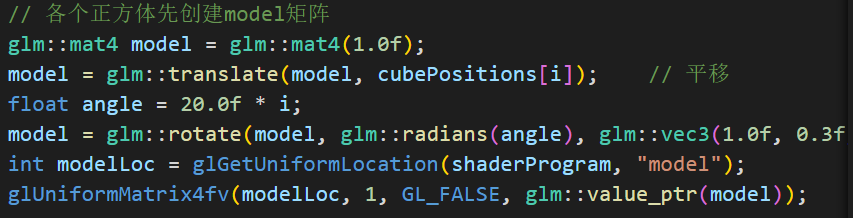 // 各个正方体先创建model矩阵
glm::mat4 model = glm::mat4(1.0f);
model = glm::translate(model, cubePositions[i]);    // 平移
float angle = 20.0f * i;
model = glm::rotate(model, glm::radians(angle), glm::vec3(1.0f, 0.3f
int modelLoc = glGetUniformLocation(shaderProgram, "model");
glUniformMatrix4fv(modelLoc, 1, GL_FALSE, glm::value_ptr(model));